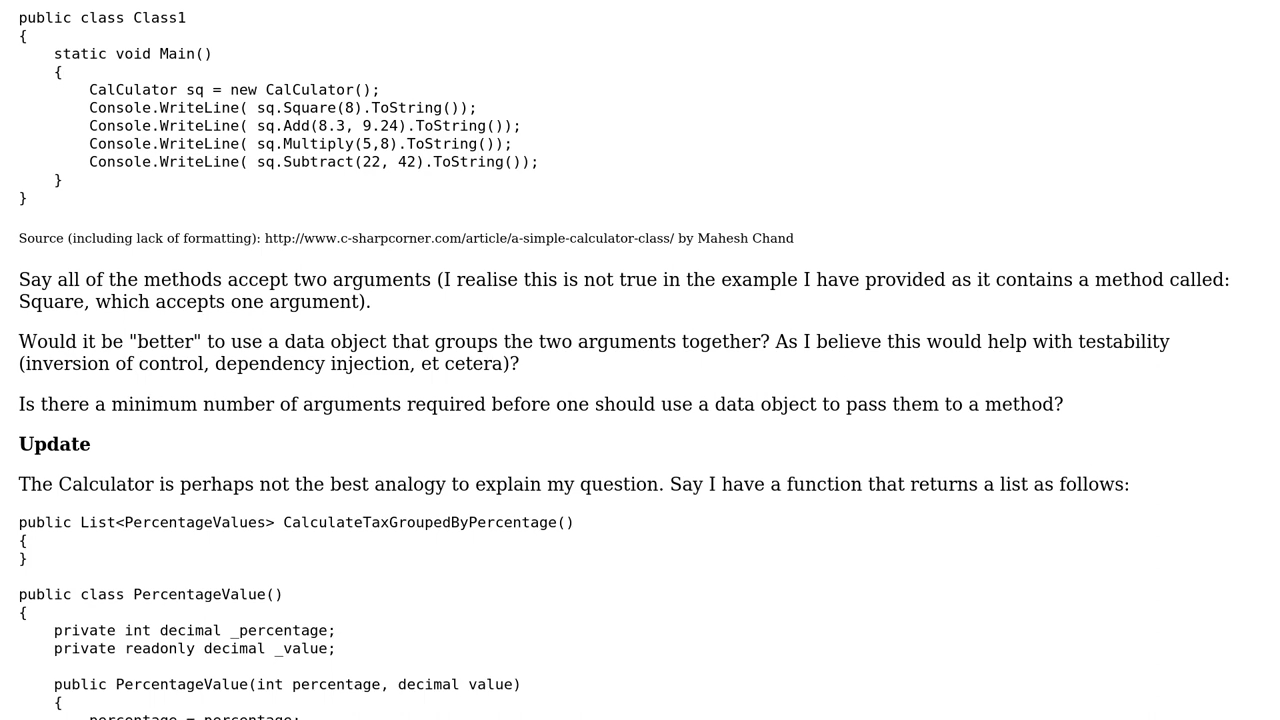 public class Class1
{
    static void Main()
    {
        CalCulator sq = new CalCulator();
        Console.WriteLine( sq.Square(8).ToString());
        Console.WriteLine( sq.Add(8.3, 9.24).ToString());
        Console.WriteLine( sq.Multiply(5,8).ToString());
        Console.WriteLine( sq.Subtract(22, 42).ToString());
    }
}
Source (including lack of formatting): http://www.c-sharpcorner.com/article/a-simple-calculator-class/ by Mahesh Chand
Say all of the methods accept two arguments (I realise this is not true in the example I have provided as it contains a method called:
Square, which accepts one argument).
Would it be "better" to use a data object that groups the two arguments together? As I believe this would help with testability
(inversion of control, dependency injection, et cetera)?
Is there a minimum number of arguments required before one should use a data object to pass them to a method?
Update
The Calculator is perhaps not the best analogy to explain my question. Say I have a function that returns a list as follows:
public List<PercentageValues> CalculateTaxGroupedByPercentage()
{
}
public class PercentageValue()
{
    private int decimal _percentage;
    private readonly decimal _value;
    public PercentageValue(int percentage, decimal value)
    {
        percentage = percentage;